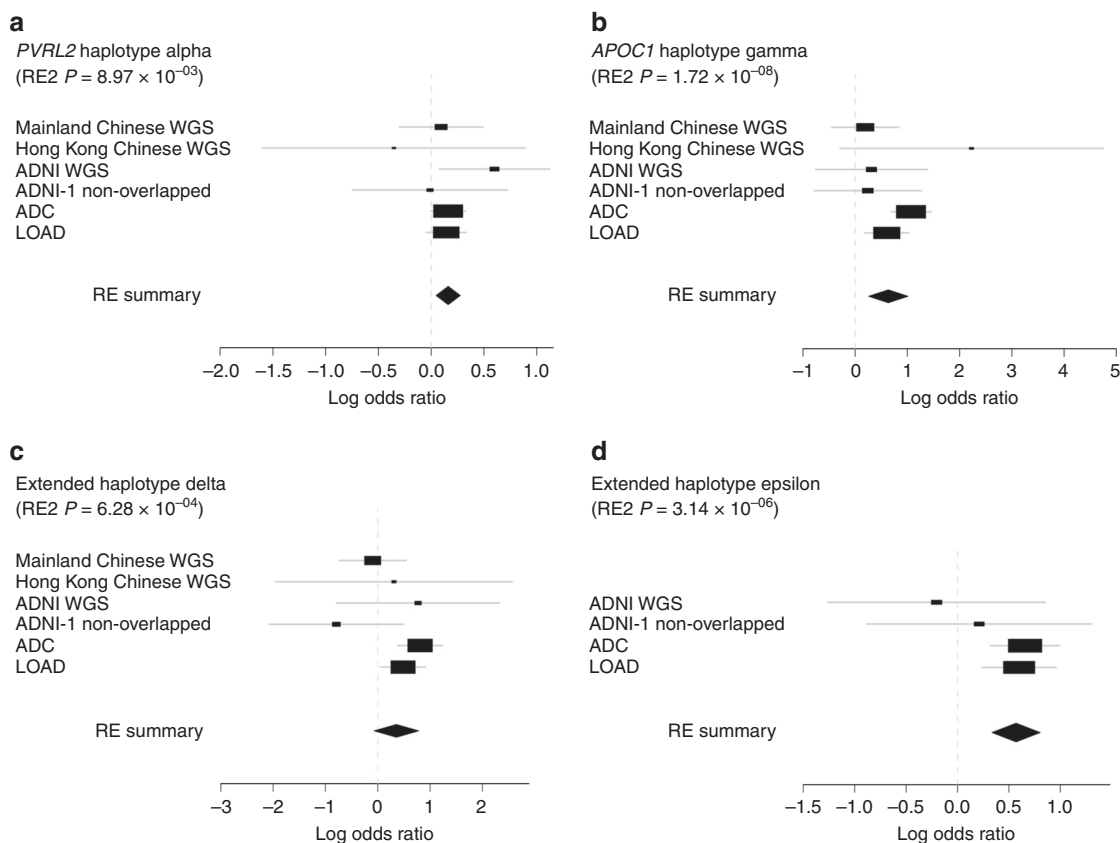 a
PVRL2 haplotype alpha
(RE2 P = 8.97 × 10⁻⁰³)
Mainland Chinese WGS
Hong Kong Chinese WGS
ADNI WGS
ADNI-1 non-overlapped
ADC
LOAD
RE summary
−2.0 −1.5 −1.0 −0.5 0.0 0.5 1.0
Log odds ratio
b
APOC1 haplotype gamma
(RE2 P = 1.72 × 10⁻⁰⁸)
Mainland Chinese WGS
Hong Kong Chinese WGS
ADNI WGS
ADNI-1 non-overlapped
ADC
LOAD
RE summary
−1 0 1 2 3 4 5
Log odds ratio
c
Extended haplotype delta
(RE2 P = 6.28 × 10⁻⁰⁴)
Mainland Chinese WGS
Hong Kong Chinese WGS
ADNI WGS
ADNI-1 non-overlapped
ADC
LOAD
RE summary
−3 −2 −1 0 1 2
Log odds ratio
d
Extended haplotype epsilon
(RE2 P = 3.14 × 10⁻⁰⁶)
ADNI WGS
ADNI-1 non-overlapped
ADC
LOAD
RE summary
−1.5 −1.0 −0.5 0.0 0.5 1.0
Log odds ratio